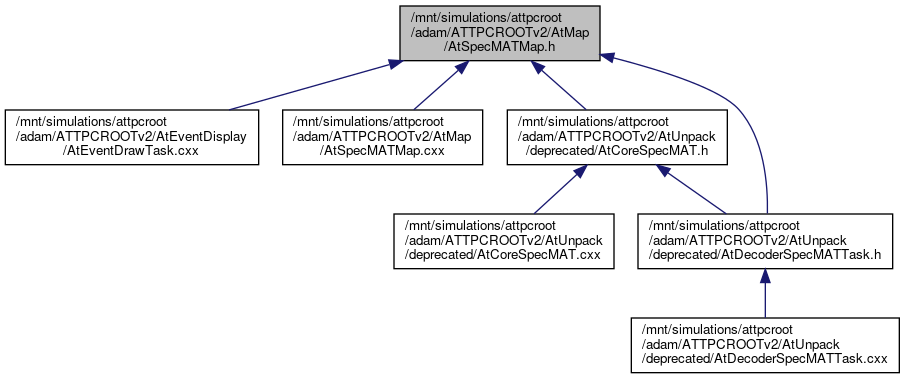 /mnt/simulations/attpcroot
/adam/ATTPCROOTv2/AtMap
/AtSpecMATMap.h
/mnt/simulations/attpcroot
/adam/ATTPCROOTv2/AtEventDisplay
/AtEventDrawTask.cxx
/mnt/simulations/attpcroot
/adam/ATTPCROOTv2/AtMap
/AtSpecMATMap.cxx
/mnt/simulations/attpcroot
/adam/ATTPCROOTv2/AtUnpack
/deprecated/AtCoreSpecMAT.h
/mnt/simulations/attpcroot
/adam/ATTPCROOTv2/AtUnpack
/deprecated/AtCoreSpecMAT.cxx
/mnt/simulations/attpcroot
/adam/ATTPCROOTv2/AtUnpack
/deprecated/AtDecoderSpecMATTask.h
/mnt/simulations/attpcroot
/adam/ATTPCROOTv2/AtUnpack
/deprecated/AtDecoderSpecMATTask.cxx